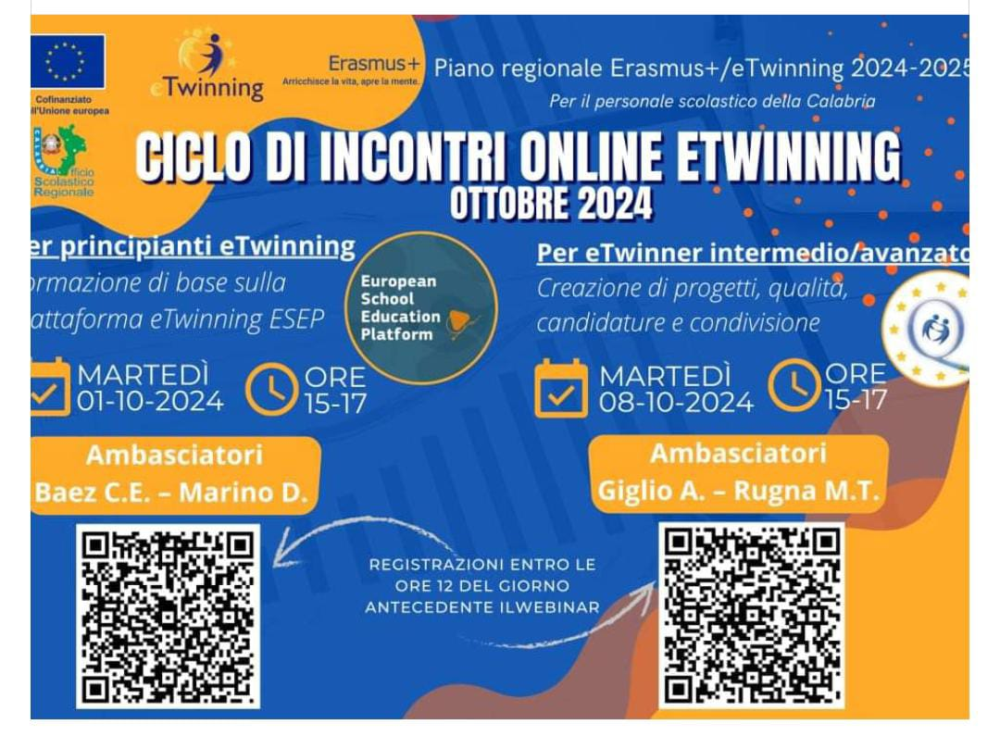 eTwinning
Erasmus+
Arricchisce la vita, apre la mente.
Cofinanziato
ll'Unione europea
CALABRIA
fficio
Scolastico
Regionale
Piano regionale Erasmus+/eTwinning 2024-2025
Per il personale scolastico della Calabria
CICLO DI INCONTRI ONLINE ETWINNING
OTTOBRE 2024
er principianti eTwinning
ormazione di base sulla
attaforma eTwinning ESEP
European
School
Education
Platform
MARTEDÌ
01-10-2024
ORE
15-17
Ambasciatori
Baez C.E. – Marino D.
Per eTwinner intermedio/avanzato
Creazione di progetti, qualità,
candidature e condivisione
MARTEDÌ
08-10-2024
ORE
15-17
Ambasciatori
Giglio A. – Rugna M.T.
REGISTRAZIONI ENTRO LE
ORE 12 DEL GIORNO
ANTECEDENTE ILWEBINAR